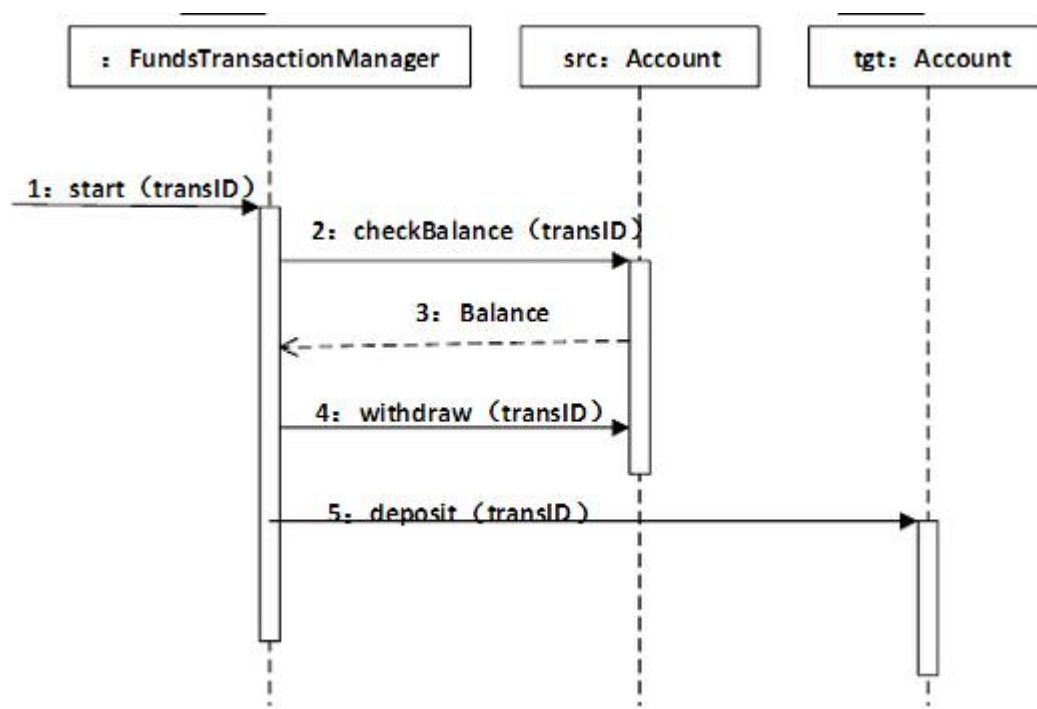 ：FundsTransactionManager
src：Account
tgt：Account
1：start（transID）
2：checkBalance（transID）
3：Balance
4：withdraw（transID）
5：deposit（transID）